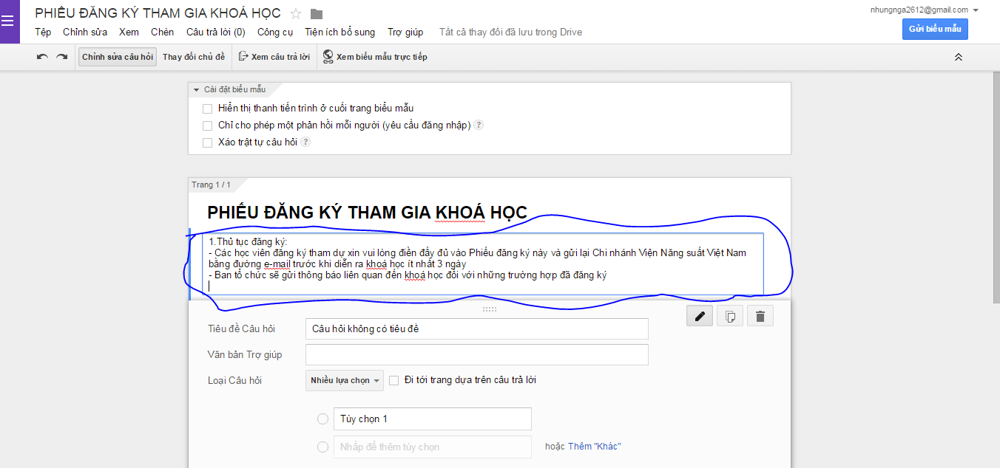 PHIẾU ĐĂNG KÝ THAM GIA KHOÁ HỌC
nhungnga2612@gmail.com
Tệp Chỉnh sửa Xem Chèn Câu trả lời (0) Công cụ Tiện ích bổ sung Trợ giúp Tất cả thay đổi đã lưu trong Drive
Gửi biểu mẫu
Chỉnh sửa câu hỏi Thay đổi chủ đề Xem câu trả lời Xem biểu mẫu trực tiếp
Cài đặt biểu mẫu
Hiển thị thanh tiến trình ở cuối trang biểu mẫu
Chỉ cho phép một phản hồi mỗi người (yêu cầu đăng nhập) ?
Xáo trật tự câu hỏi ?
Trang 1 / 1
PHIẾU ĐĂNG KÝ THAM GIA KHOÁ HỌC
1.Thủ tục đăng ký:
- Các học viên đăng ký tham dự xin vui lòng điền đầy đủ vào Phiếu đăng ký này và gửi lại Chi nhánh Viện Năng suất Việt Nam
bằng đường e-mail trước khi diễn ra khoá học ít nhất 3 ngày
- Ban tổ chức sẽ gửi thông báo liên quan đến khoá học đối với những trường hợp đã đăng ký
Tiêu đề Câu hỏi Câu hỏi không có tiêu đề
Văn bản Trợ giúp
Loại Câu hỏi Nhiều lựa chọn Đi tới trang dựa trên câu trả lời
Tùy chọn 1
Nhấp để thêm tùy chọn hoặc Thêm "Khác"